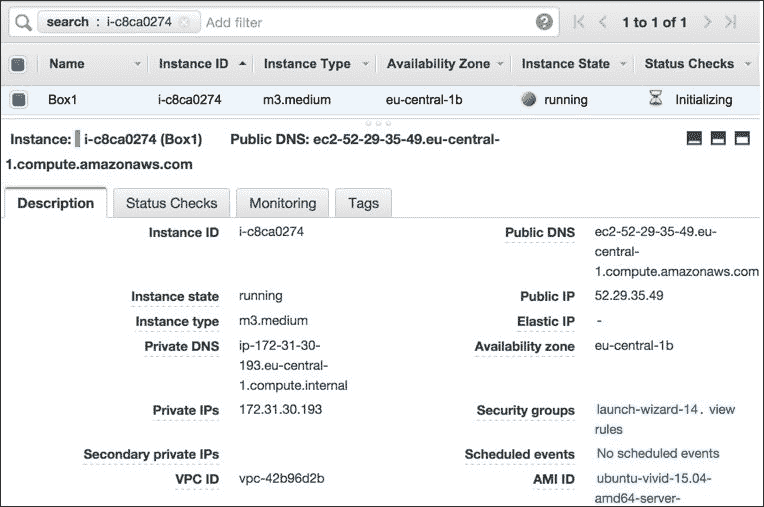 search : i-c8ca0274 Add filter 1 to 1 of 1
Name Instance ID Instance Type Availability Zone Instance State Status Checks
Box1 i-c8ca0274 m3.medium eu-central-1b running Initializing
Instance: i-c8ca0274 (Box1) Public DNS: ec2-52-29-35-49.eu-central-
1.compute.amazonaws.com
Description Status Checks Monitoring Tags
Instance ID i-c8ca0274 Public DNS ec2-52-29-35-49.eu-
central-
1.compute.amazonaws.com
Instance state running Public IP 52.29.35.49
Instance type m3.medium Elastic IP -
Private DNS ip-172-31-30- Availability zone eu-central-1b
193.eu-central-
1.compute.internal
Private IPs 172.31.30.193 Security groups launch-wizard-14. view
rules
Secondary private IPs Scheduled events No scheduled events
VPC ID vpc-42b96d2b AMI ID ubuntu-vivid-15.04-
amd64-server-